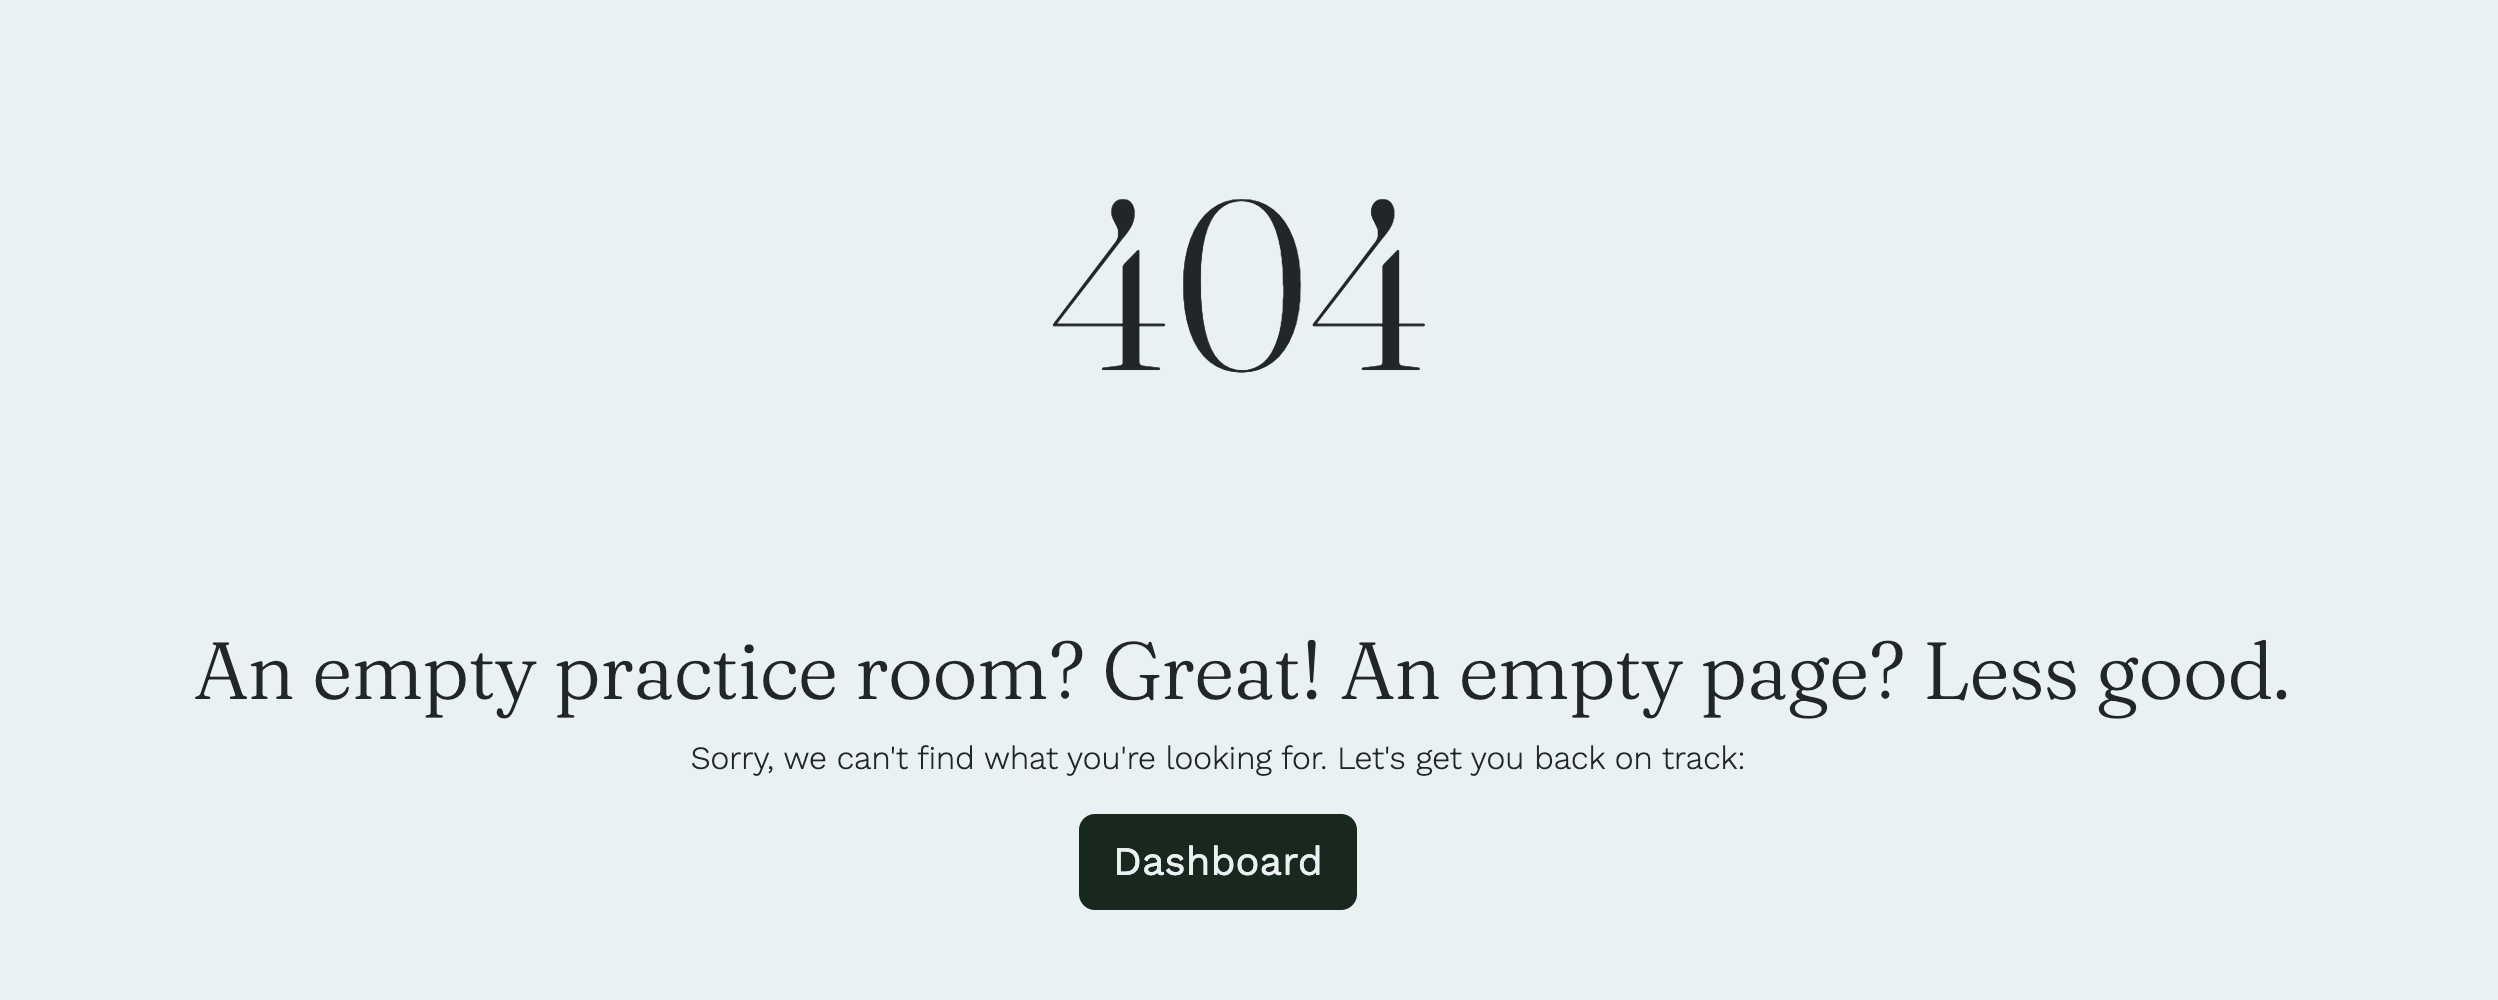 404
An empty practice room? Great! An empty page? Less good.
Sorry, we can't find what you're looking for. Let's get you back on track:
Dashboard